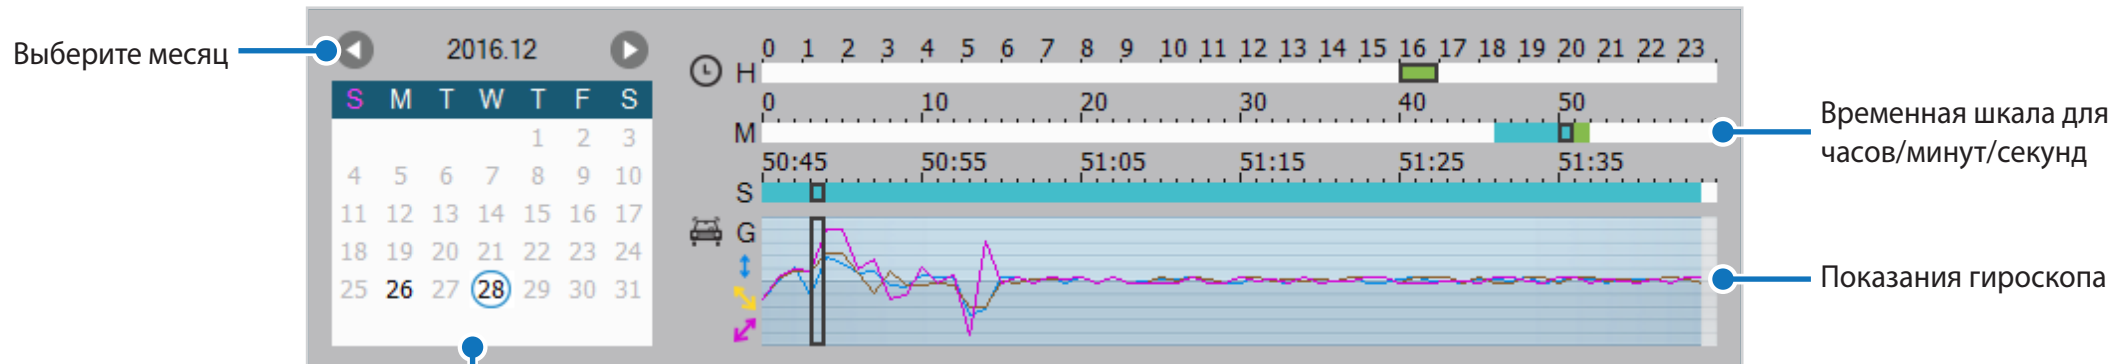 Выберите месяц
2016.12
S M T W T F S
1 2 3
4 5 6 7 8 9 10
11 12 13 14 15 16 17
18 19 20 21 22 23 24
25 26 27 28 29 30 31
0 1 2 3 4 5 6 7 8 9 10 11 12 13 14 15 16 17 18 19 20 21 22 23
H
0 10 20 30 40 50
M
50:45 50:55 51:05 51:15 51:25 51:35
S
G
Временная шкала для
часов/минут/секунд
Показания гироскопа